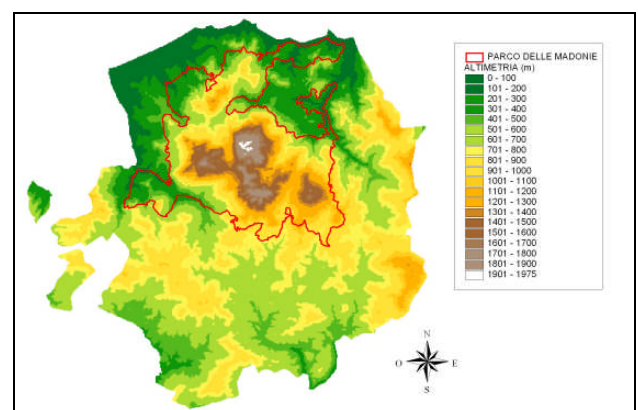 PARCO DELLE MADONIE
ALTIMETRIA (m)
0 - 100
101 - 200
201 - 300
301 - 400
401 - 500
501 - 600
601 - 700
701 - 800
801 - 900
901 - 1000
1001 - 1100
1101 - 1200
1201 - 1300
1301 - 1400
1401 - 1500
1501 - 1600
1601 - 1700
1701 - 1800
1801 - 1900
1901 - 1975
N
O E
S